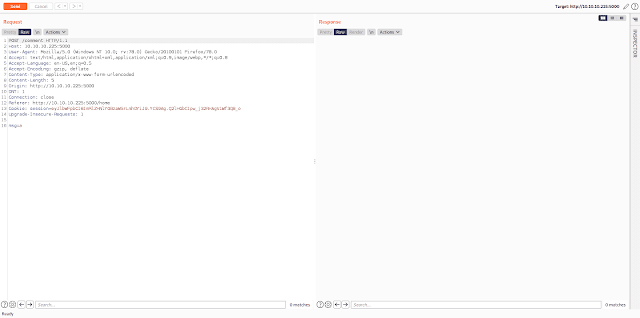 Send Cancel < > Target: http://10.10.10.225:5000
Request
Pretty Raw \n Actions
1 POST /comment HTTP/1.1
2 Host: 10.10.10.225:5000
3 User-Agent: Mozilla/5.0 (Windows NT 10.0; rv:78.0) Gecko/20100101 Firefox/78.0
4 Accept: text/html,application/xhtml+xml,application/xml;q=0.9,image/webp,*/*;q=0.8
5 Accept-Language: en-US,en;q=0.5
6 Accept-Encoding: gzip, deflate
7 Content-Type: application/x-www-form-urlencoded
8 Content-Length: 5
9 Origin: http://10.10.10.225:5000
10 DNT: 1
11 Connection: close
12 Referer: http://10.10.10.225:5000/home
13 Cookie:
14 Upgrade-Insecure-Requests: 1
15
16
Search... 0 matches
Ready
Response
Pretty Raw Render \n Actions
Search... 0 matches
INSPECTOR